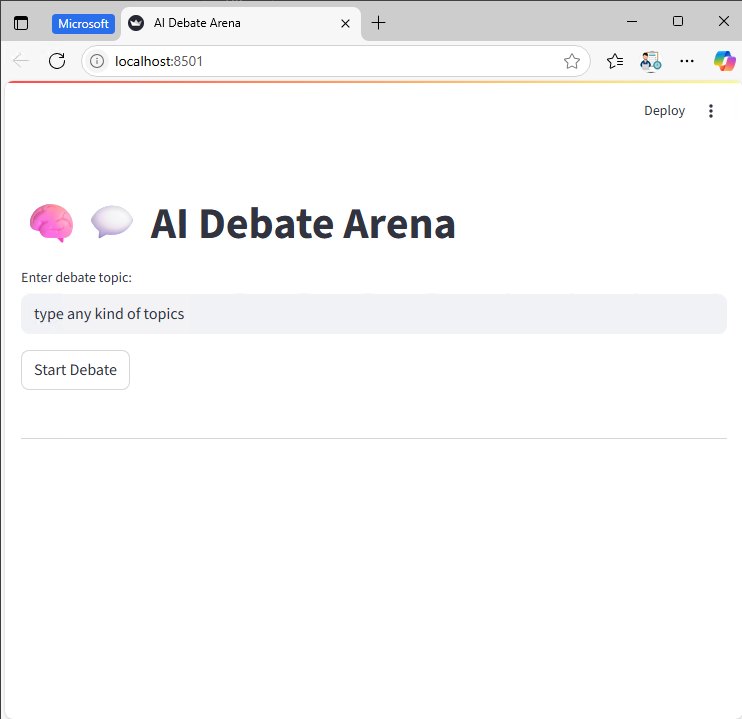 Microsoft
AI Debate Arena
localhost:8501
Deploy
AI Debate Arena
Enter debate topic:
type any kind of topics
Start Debate